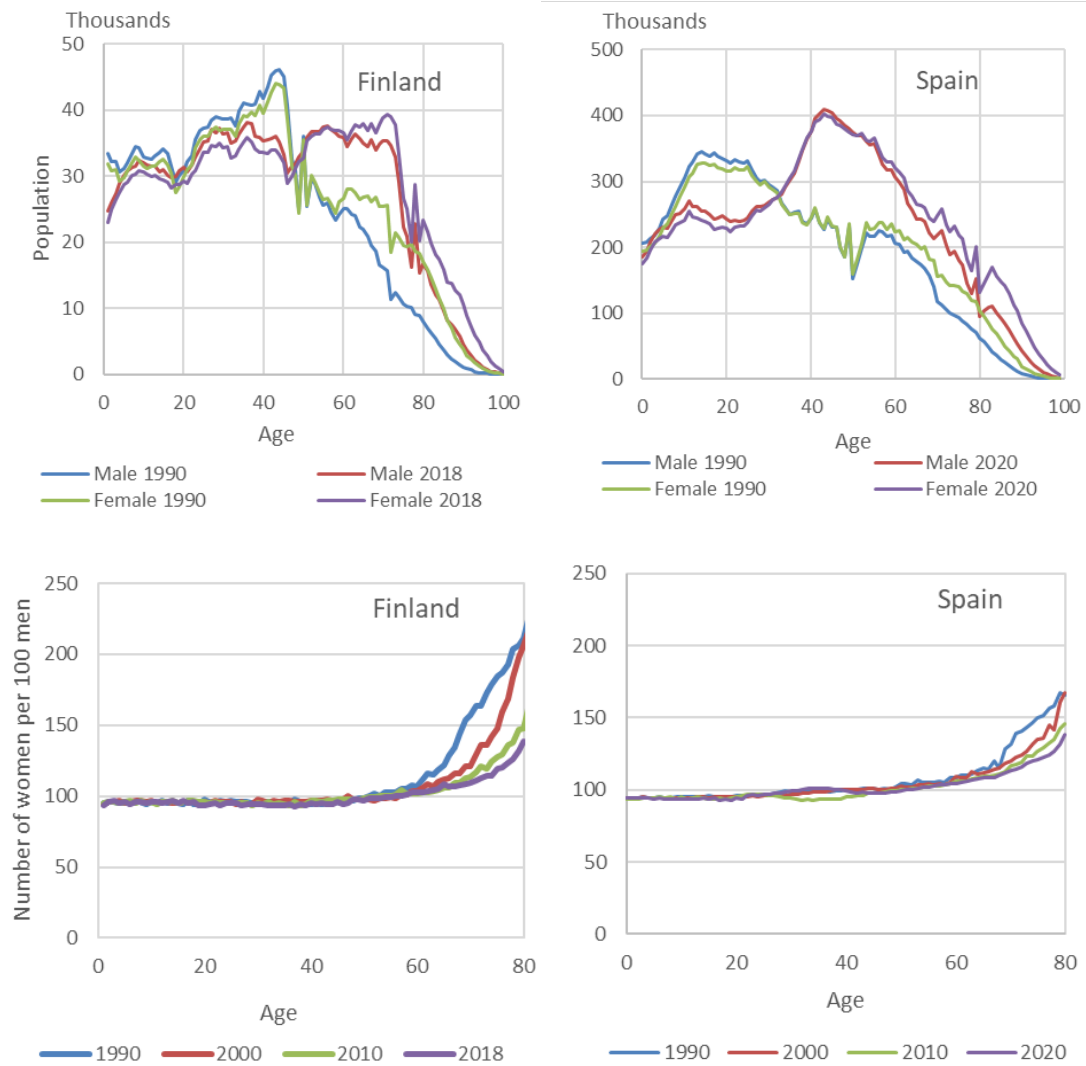 Thousands
Finland
50
40
30
20
10
0
Population
0 20 40 60 80 100
Age
Male 1990 Male 2018
Female 1990 Female 2018
Thousands
Spain
500
400
300
200
100
0
0 20 40 60 80 100
Age
Male 1990 Male 2020
Female 1990 Female 2020
Finland
250
200
150
100
50
0
Number of women per 100 men
0 20 40 60 80
Age
1990 2000 2010 2018
Spain
250
200
150
100
50
0
0 20 40 60 80
Age
1990 2000 2010 2020